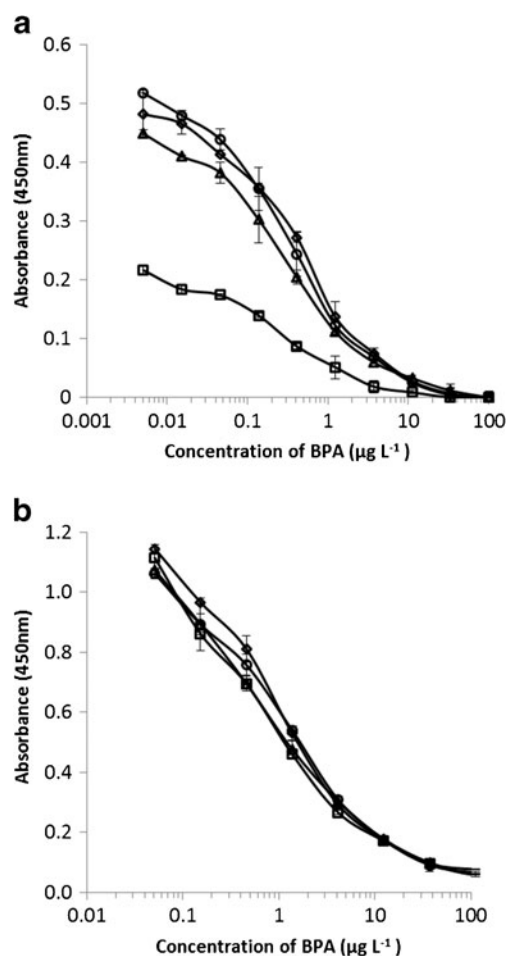 a
0.6
0.5
0.4
0.3
0.2
0.1
0
Absorbance (450nm)
0.001 0.01 0.1 1 10 100
Concentration of BPA (µg L⁻¹ )
b
1.2
1.0
0.8
0.6
0.4
0.2
0.0
Absorbance (450nm)
0.01 0.1 1 10 100
Concentration of BPA (µg L⁻¹ )